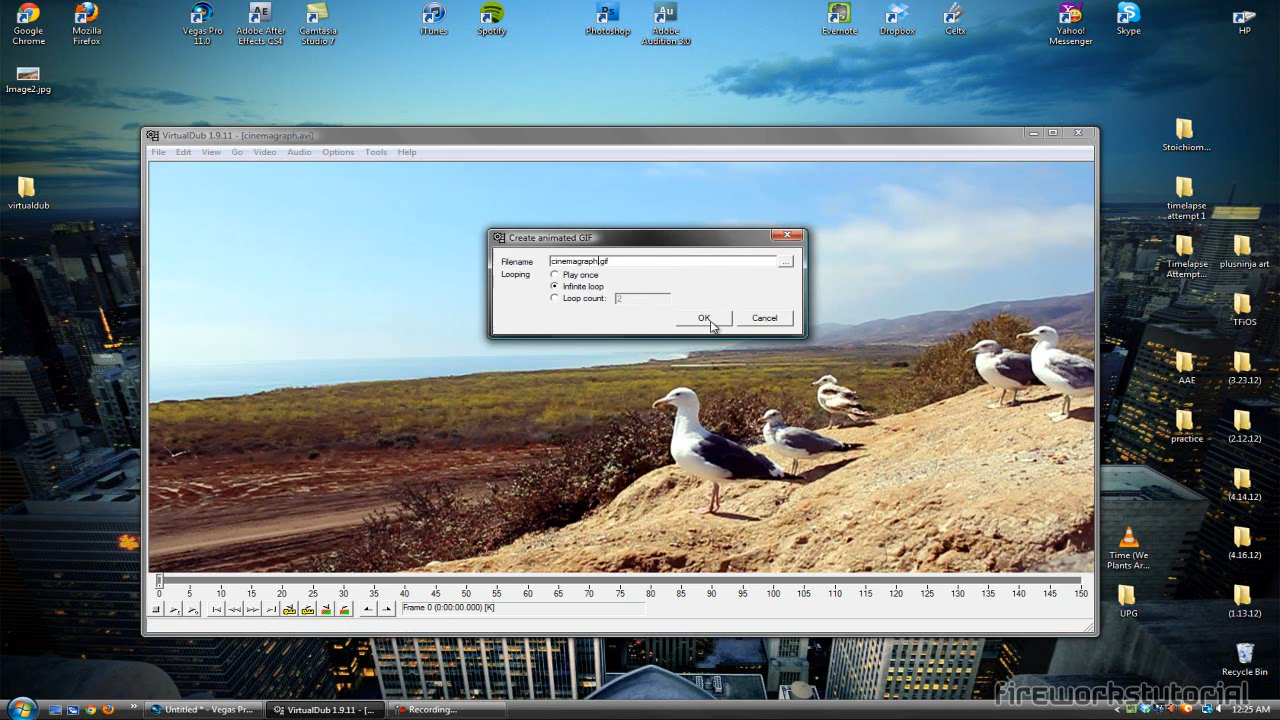 Google
Chrome
Mozilla
Firefox
Vegas Pro
11.0
Adobe After
Effects CS4
Camtasia
Studio 7
iTunes
Spotify
Photoshop
Adobe
Audition 3.0
Evernote
Dropbox
Celtx
Yahoo!
Messenger
Skype
HP
Image2.jpg
virtualdub
VirtualDub 1.9.11 - [cinemagraph.avi]
File Edit View Go Video Audio Options Tools Help
Create animated GIF
Filename cinemagraph.gif ...
Looping Play once
Infinite loop
Loop count: 2
OK Cancel
Stoichiom...
timelapse
attempt 1
Timelapse
Attempt...
plusninja art
TFiOS
AAE
(3.23.12)
practice
(2.12.12)
(4.14.12)
Time (We
Plants Ar...
(4.16.12)
UPG
(1.13.12)
Recycle Bin
0 5 10 15 20 25 30 35 40 45 50 55 60 65 70 75 80 85 90 95 100 105 110 115 120 125 130 135 140 145 150
Frame 0 (0:00:00.000) [K]
fireworkstutorial
Untitled * - Vegas Pr...
VirtualDub 1.9.11 - [...
Recording...
12:25 AM